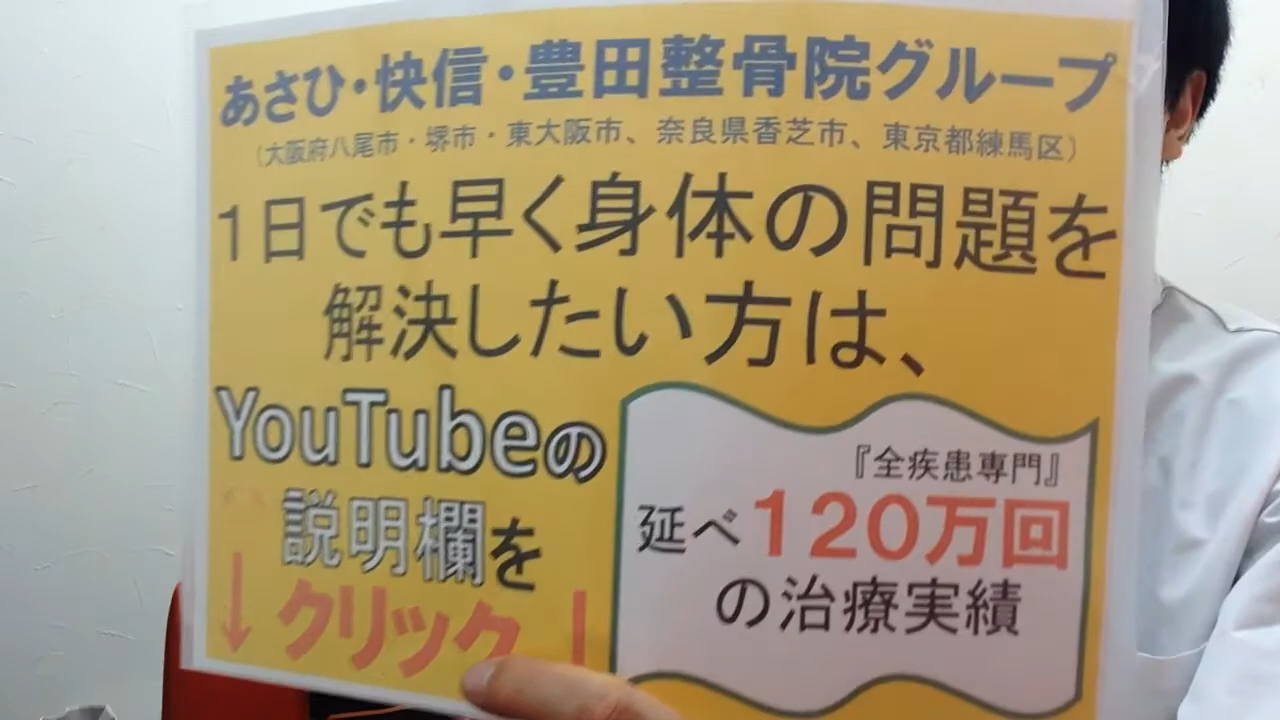 あさひ・快信・豊田整骨院グループ
(大阪府八尾市・堺市・東大阪市、奈良県香芝市、東京都練馬区)
1日でも早く身体の問題を
解決したい方は、
YouTubeの
説明欄を
↓クリック↓
『全疾患専門』
延べ120万回
の治療実績